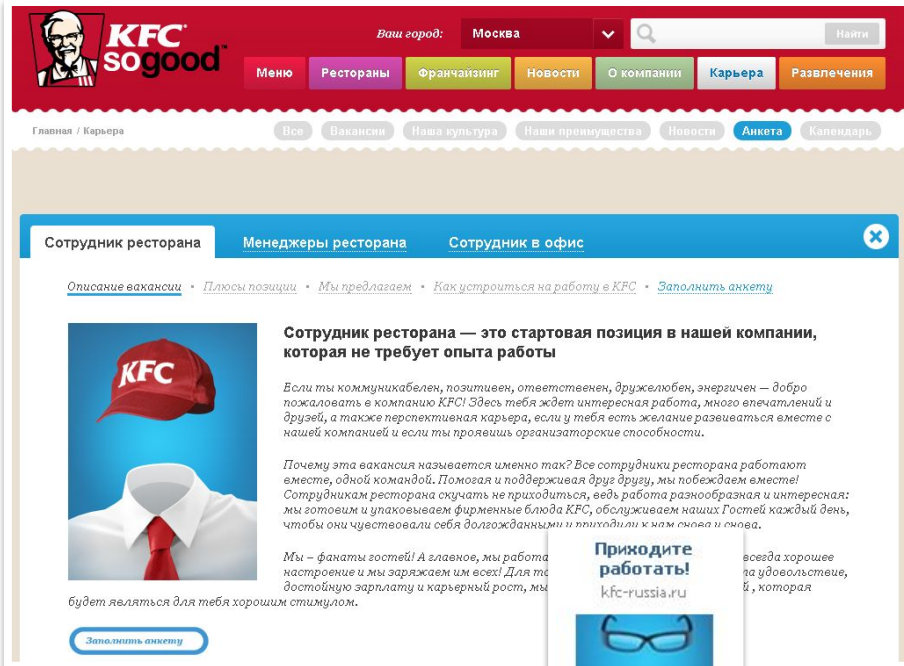 KFC
sogood™
Ваш город:
Москва
Найти
Меню
Рестораны
Франчайзинг
Новости
О компании
Карьера
Развлечения
Главная / Карьера
Все
Вакансии
Наша культура
Наши преимущества
Новости
Анкета
Календарь
Сотрудник ресторана
Менеджеры ресторана
Сотрудник в офис
Описание вакансии • Плюсы позиции • Мы предлагаем • Как устроиться на работу в KFC • Заполнить анкету
KFC
Сотрудник ресторана — это стартовая позиция в нашей компании,
которая не требует опыта работы
Если ты коммуникабелен, позитивен, ответственен, дружелюбен, энергичен — добро
пожаловать в компанию KFC! Здесь тебя ждет интересная работа, много впечатлений и
друзей, а также перспективная карьера, если у тебя есть желание развиваться вместе с
нашей компанией и если ты проявишь организаторские способности.
Почему эта вакансия называется именно так? Все сотрудники ресторана работают
вместе, одной командой. Помогая и поддерживая друг другу, мы побеждаем вместе!
Сотрудникам ресторана скучать не приходиться, ведь работа разнообразная и интересная:
мы готовим и упаковываем фирменные блюда KFC, обслуживаем наших Гостей каждый день,
чтобы они чувствовали себя долгожданными и приходили к нам снова и снова.
Мы – фанаты гостей! А главное, мы работа всегда хорошее
настроение и мы заряжаем им всех! Для то та удовольствие,
достойную зарплату и карьерный рост, мы й , которая
будет являться для тебя хорошим стимулом.
Приходите
работать!
kfc-russia.ru
Заполнить анкету